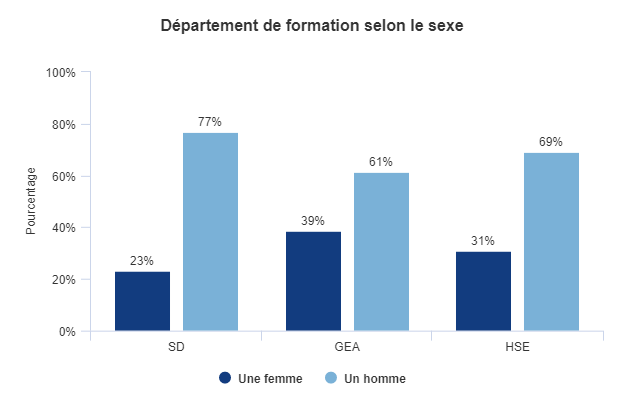 Département de formation selon le sexe
100%
80%
60%
40%
20%
0%
Pourcentage
23%
77%
39%
61%
31%
69%
SD
GEA
HSE
Une femme
Un homme